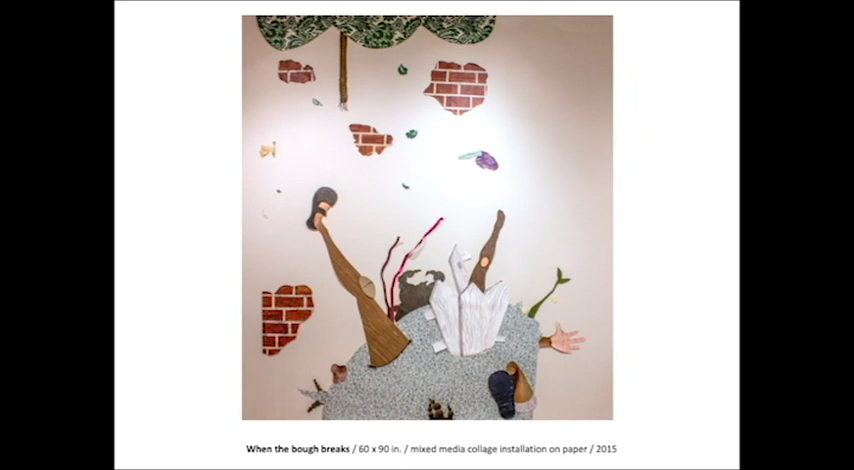 When the bough breaks / 60 x 90 in. / mixed media collage installation on paper / 2015